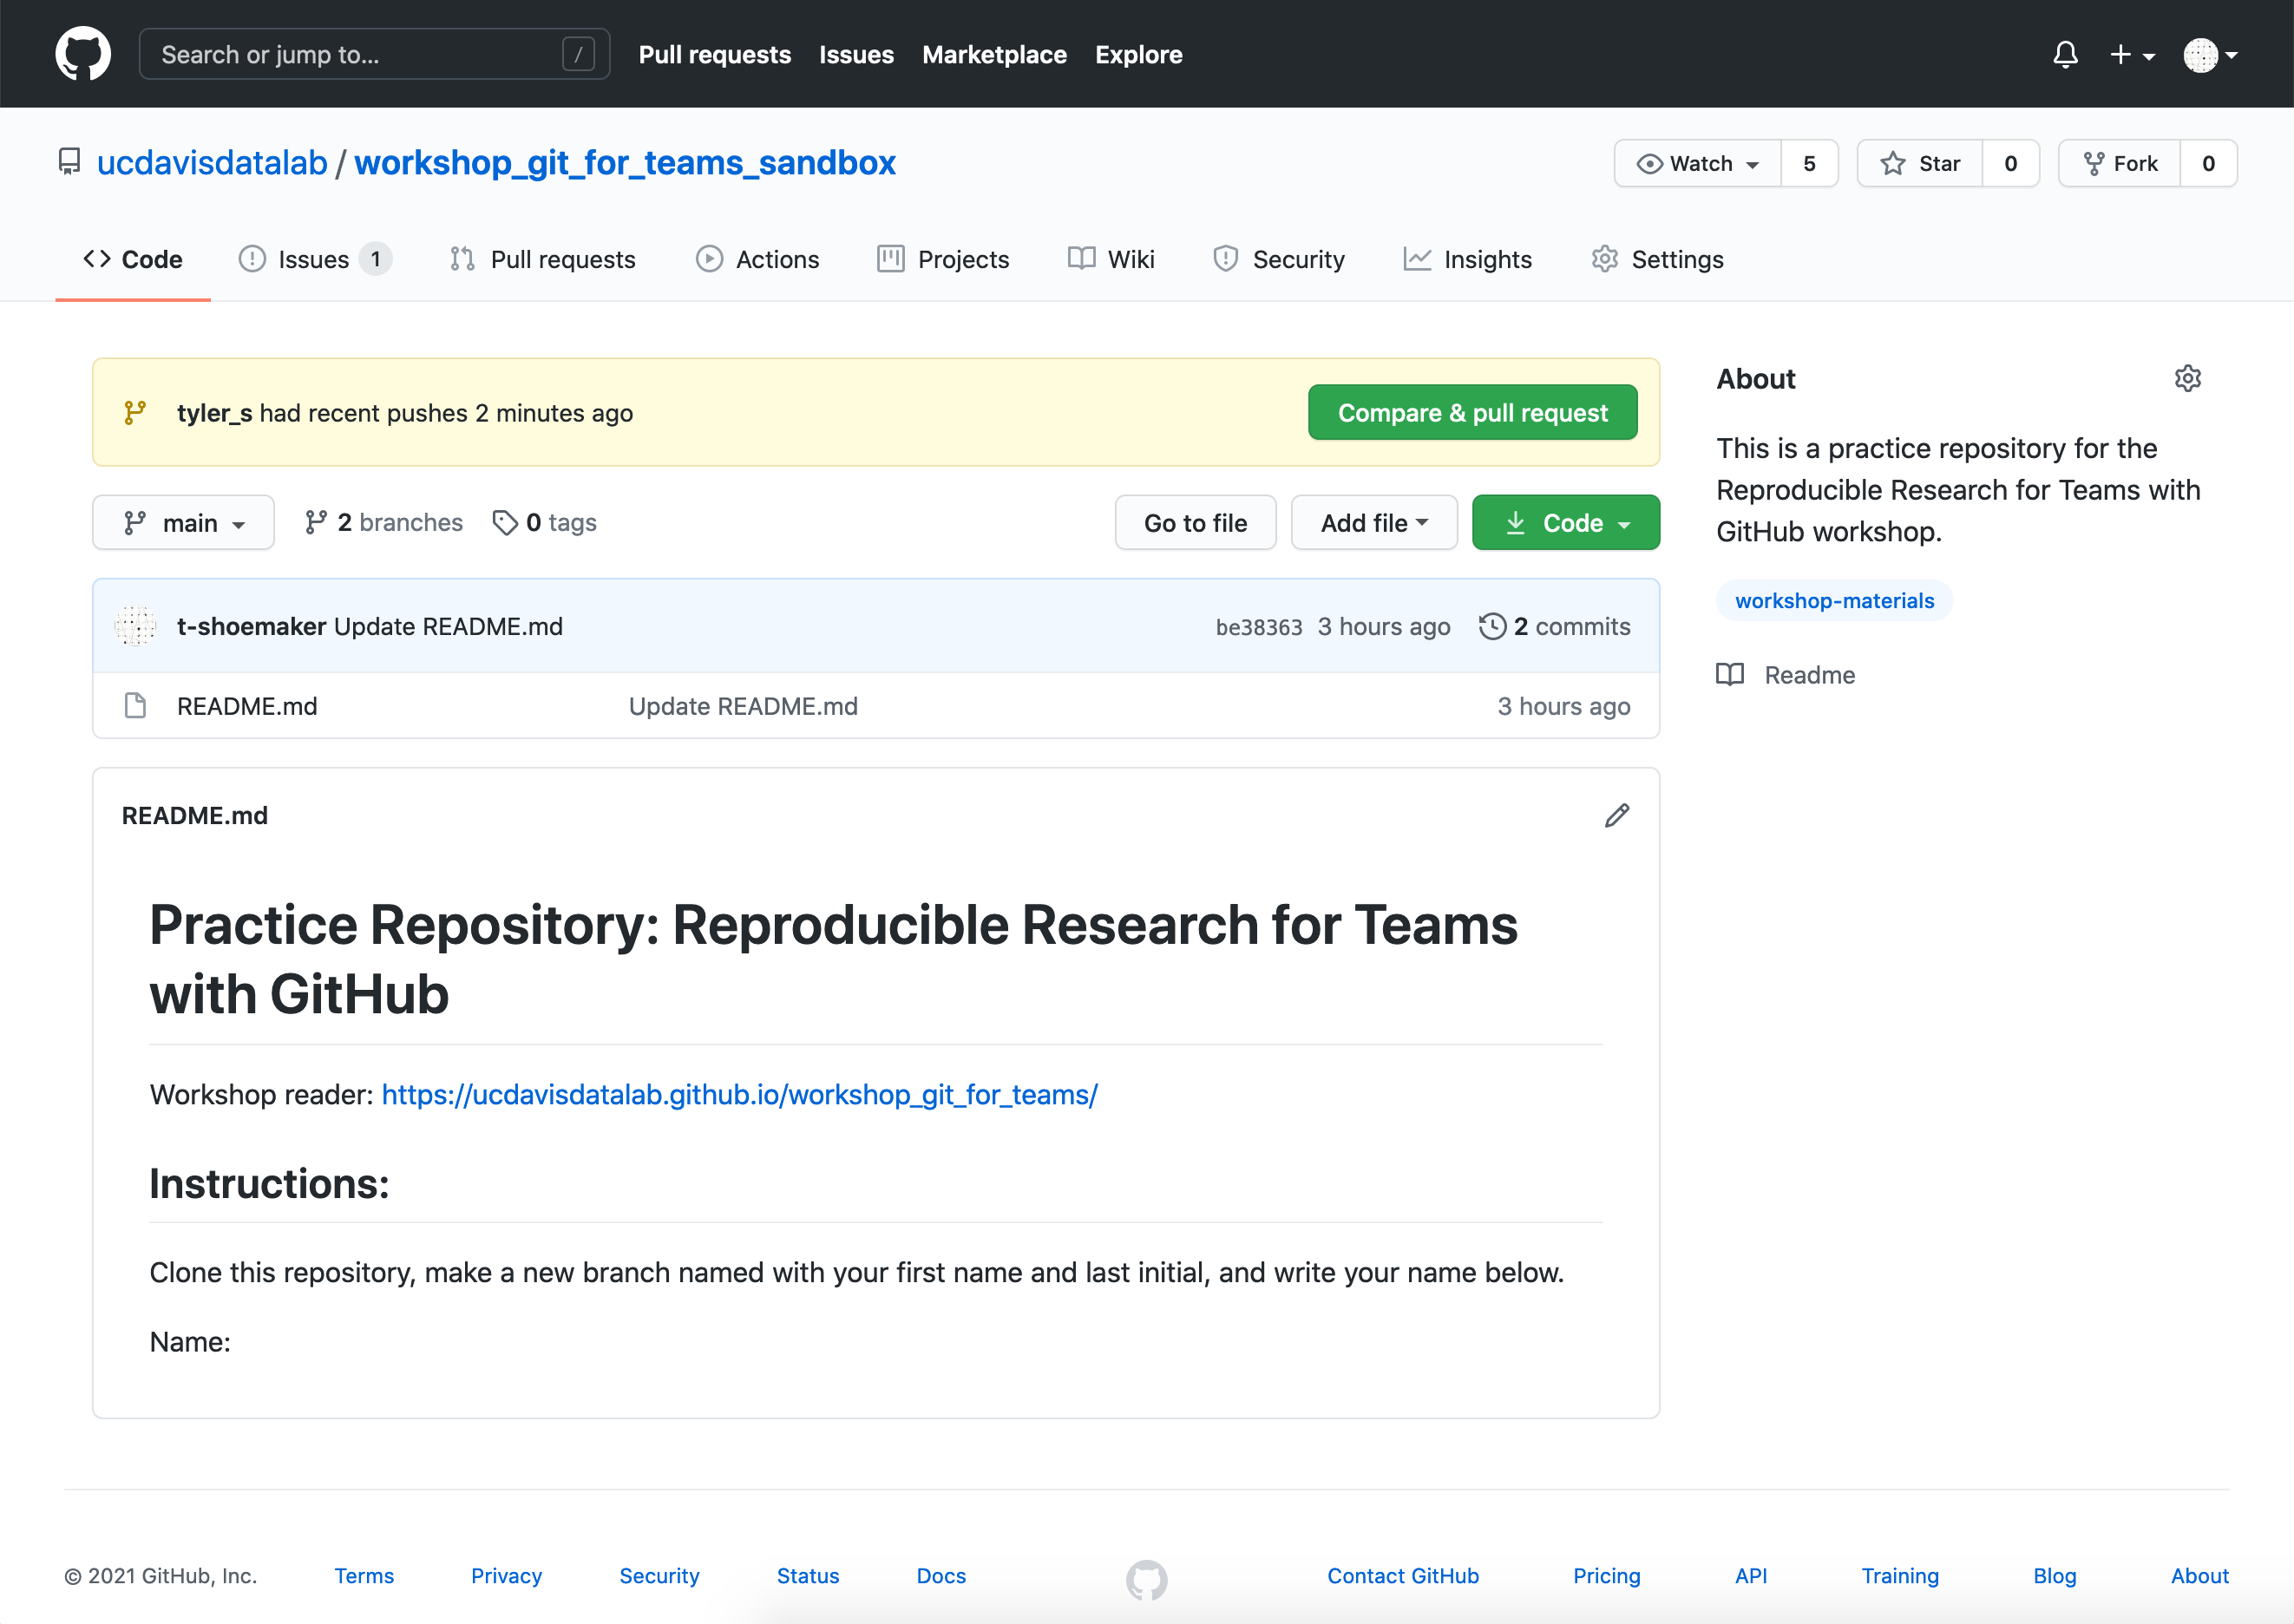 Search or jump to... /
Pull requests Issues Marketplace Explore
ucdavisdatalab / workshop_git_for_teams_sandbox
Watch 5 Star 0 Fork 0
Code Issues 1 Pull requests Actions Projects Wiki Security Insights Settings
tyler_s had recent pushes 2 minutes ago
Compare & pull request
main 2 branches 0 tags
Go to file Add file Code
t-shoemaker Update README.md be38363 3 hours ago 2 commits
README.md Update README.md 3 hours ago
README.md
Practice Repository: Reproducible Research for Teams
with GitHub
Workshop reader: https://ucdavisdatalab.github.io/workshop_git_for_teams/
Instructions:
Clone this repository, make a new branch named with your first name and last initial, and write your name below.
Name:
About
This is a practice repository for the
Reproducible Research for Teams with
GitHub workshop.
workshop-materials
Readme
© 2021 GitHub, Inc. Terms Privacy Security Status Docs Contact GitHub Pricing API Training Blog About